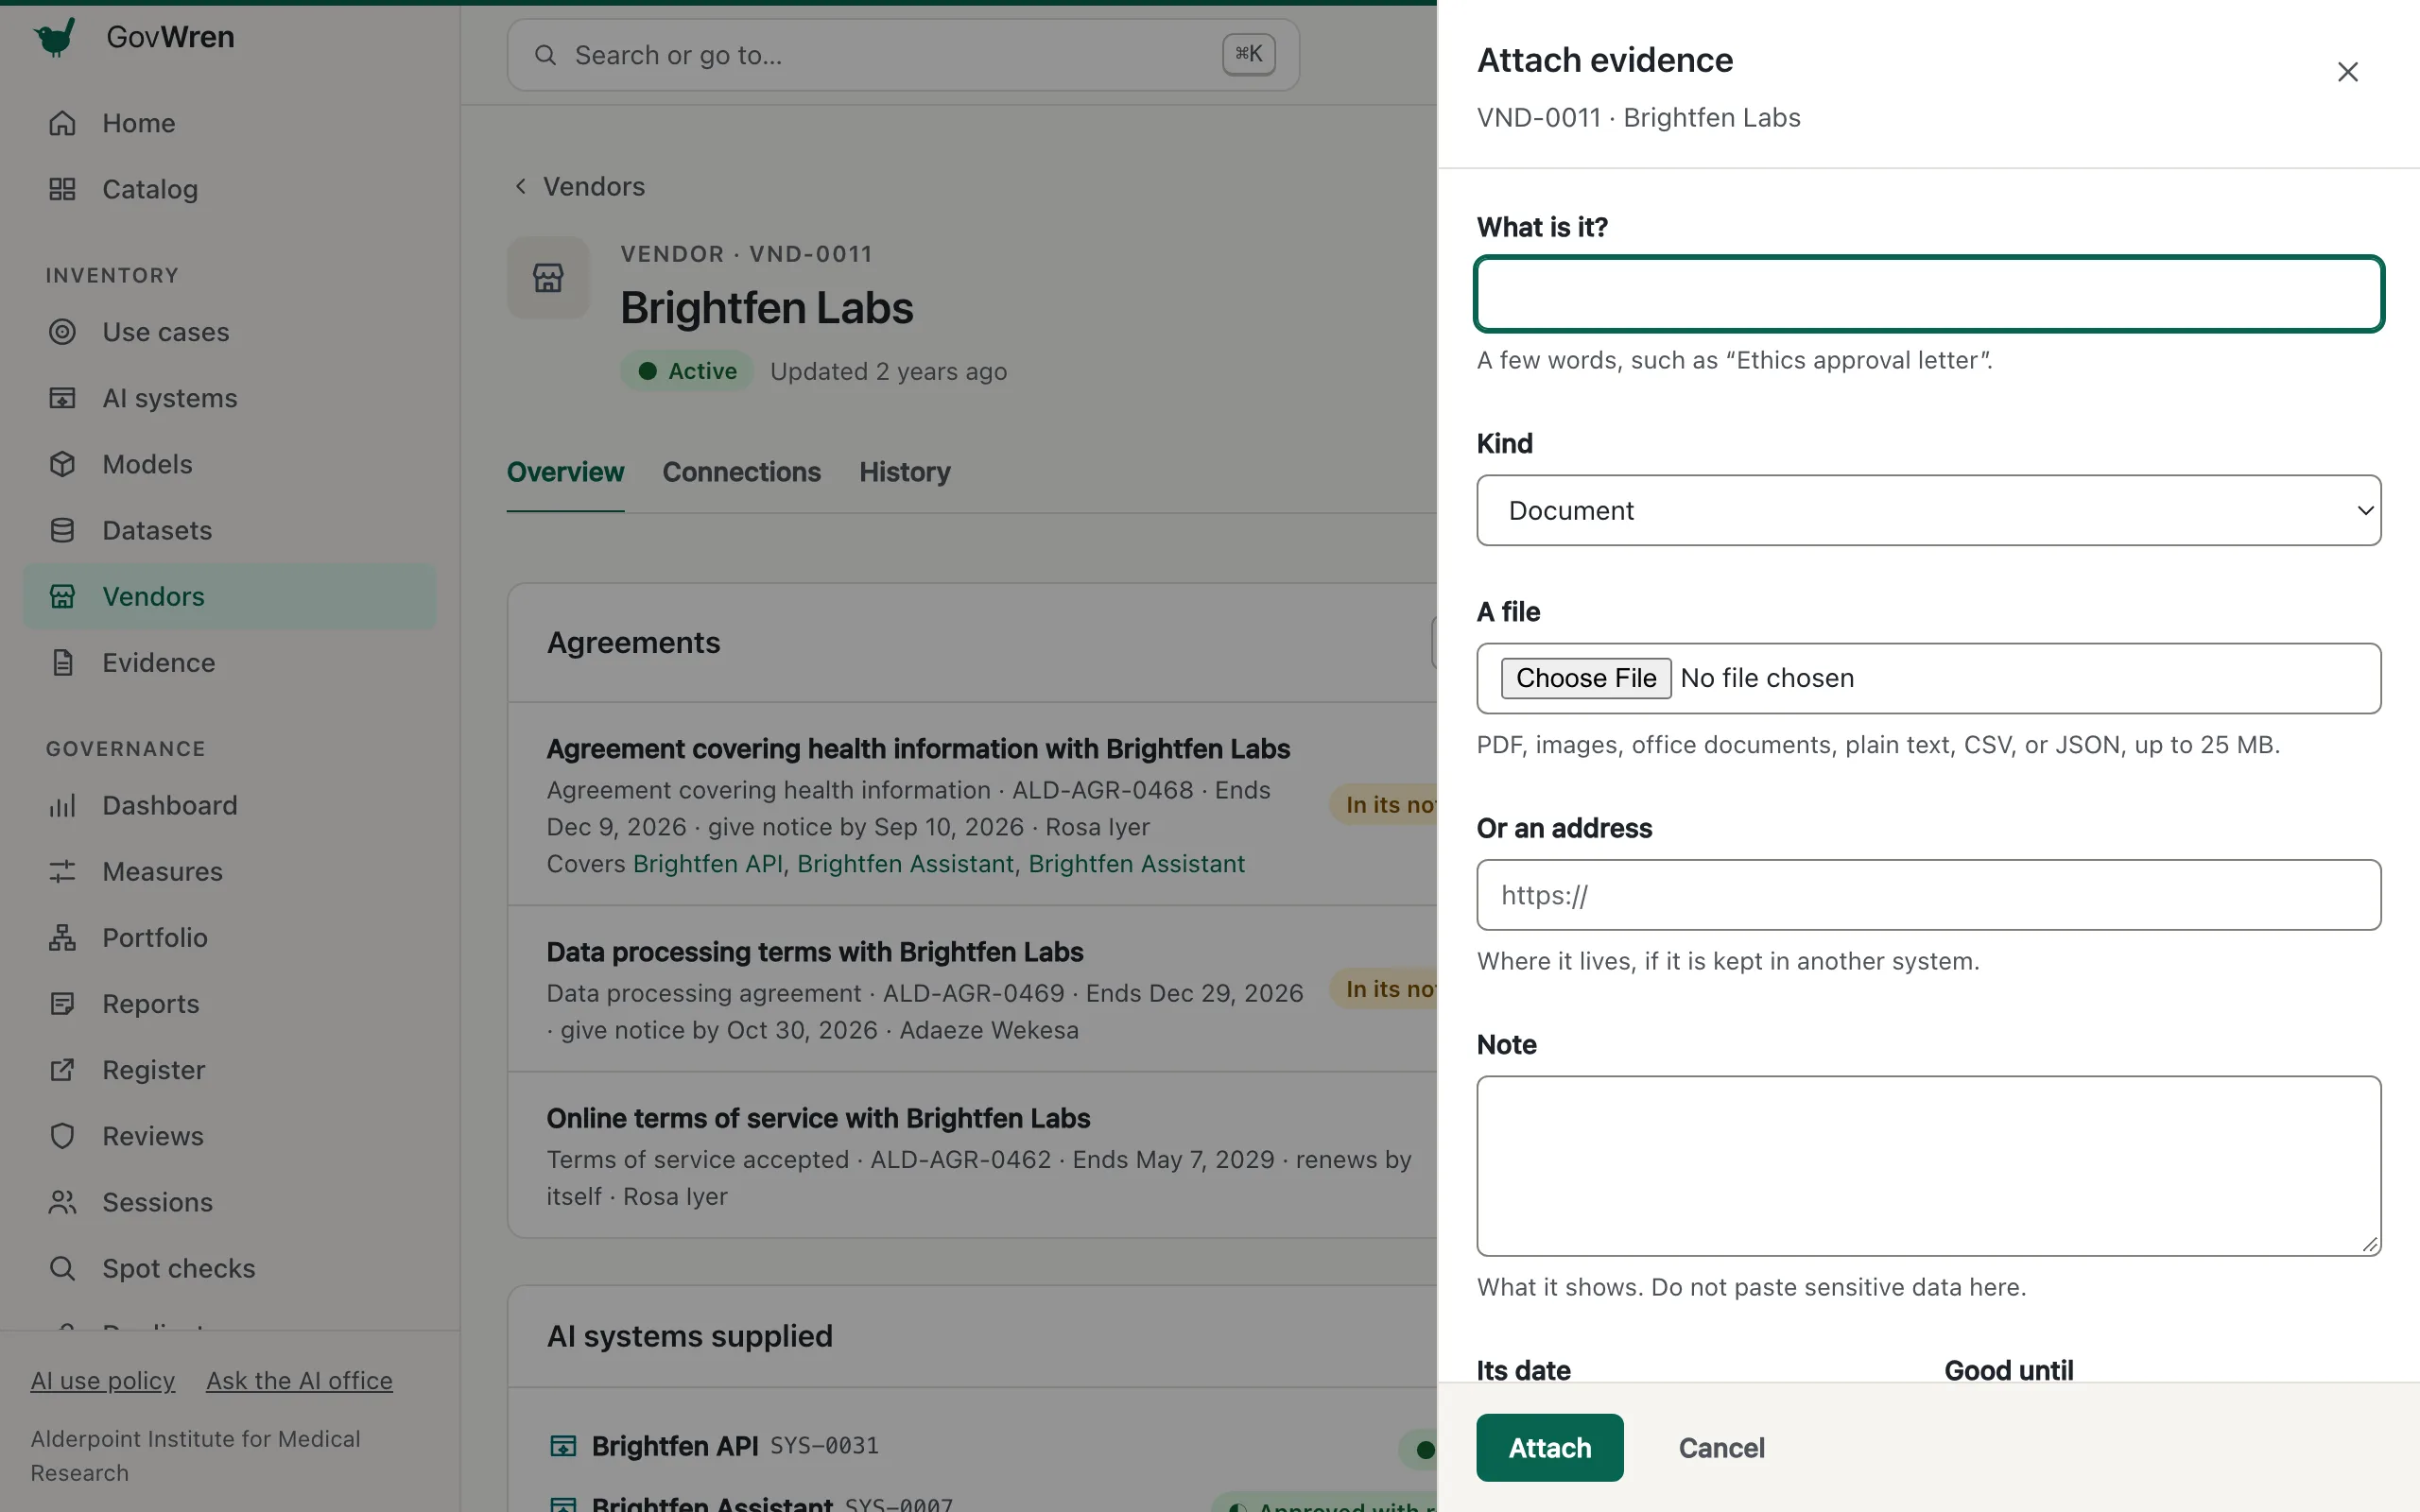 GovWren
Home
Catalog
INVENTORY
Use cases
AI systems
Models
Datasets
Vendors
Evidence
GOVERNANCE
Dashboard
Measures
Portfolio
Reports
Register
Reviews
Sessions
Spot checks
AI use policy
Ask the AI office
Alderpoint Institute for Medical
Research
Search or go to...
⌘K
Vendors
VENDOR · VND-0011
Brightfen Labs
Active
Updated 2 years ago
Overview
Connections
History
Agreements
Agreement covering health information with Brightfen Labs
Agreement covering health information · ALD-AGR-0468 · Ends
Dec 9, 2026 · give notice by Sep 10, 2026 · Rosa Iyer
Covers Brightfen API, Brightfen Assistant, Brightfen Assistant
In its
Data processing terms with Brightfen Labs
Data processing agreement · ALD-AGR-0469 · Ends Dec 29, 2026
· give notice by Oct 30, 2026 · Adaeze Wekesa
In its
Online terms of service with Brightfen Labs
Terms of service accepted · ALD-AGR-0462 · Ends May 7, 2029 · renews by
itself · Rosa Iyer
AI systems supplied
Brightfen API SYS-0031
Brightfen Assistant SYS-0007
Approved with
Attach evidence
VND-0011 · Brightfen Labs
What is it?
A few words, such as “Ethics approval letter”.
Kind
Document
A file
Choose File No file chosen
PDF, images, office documents, plain text, CSV, or JSON, up to 25 MB.
Or an address
https://
Where it lives, if it is kept in another system.
Note
What it shows. Do not paste sensitive data here.
Its date
Good until
Attach
Cancel